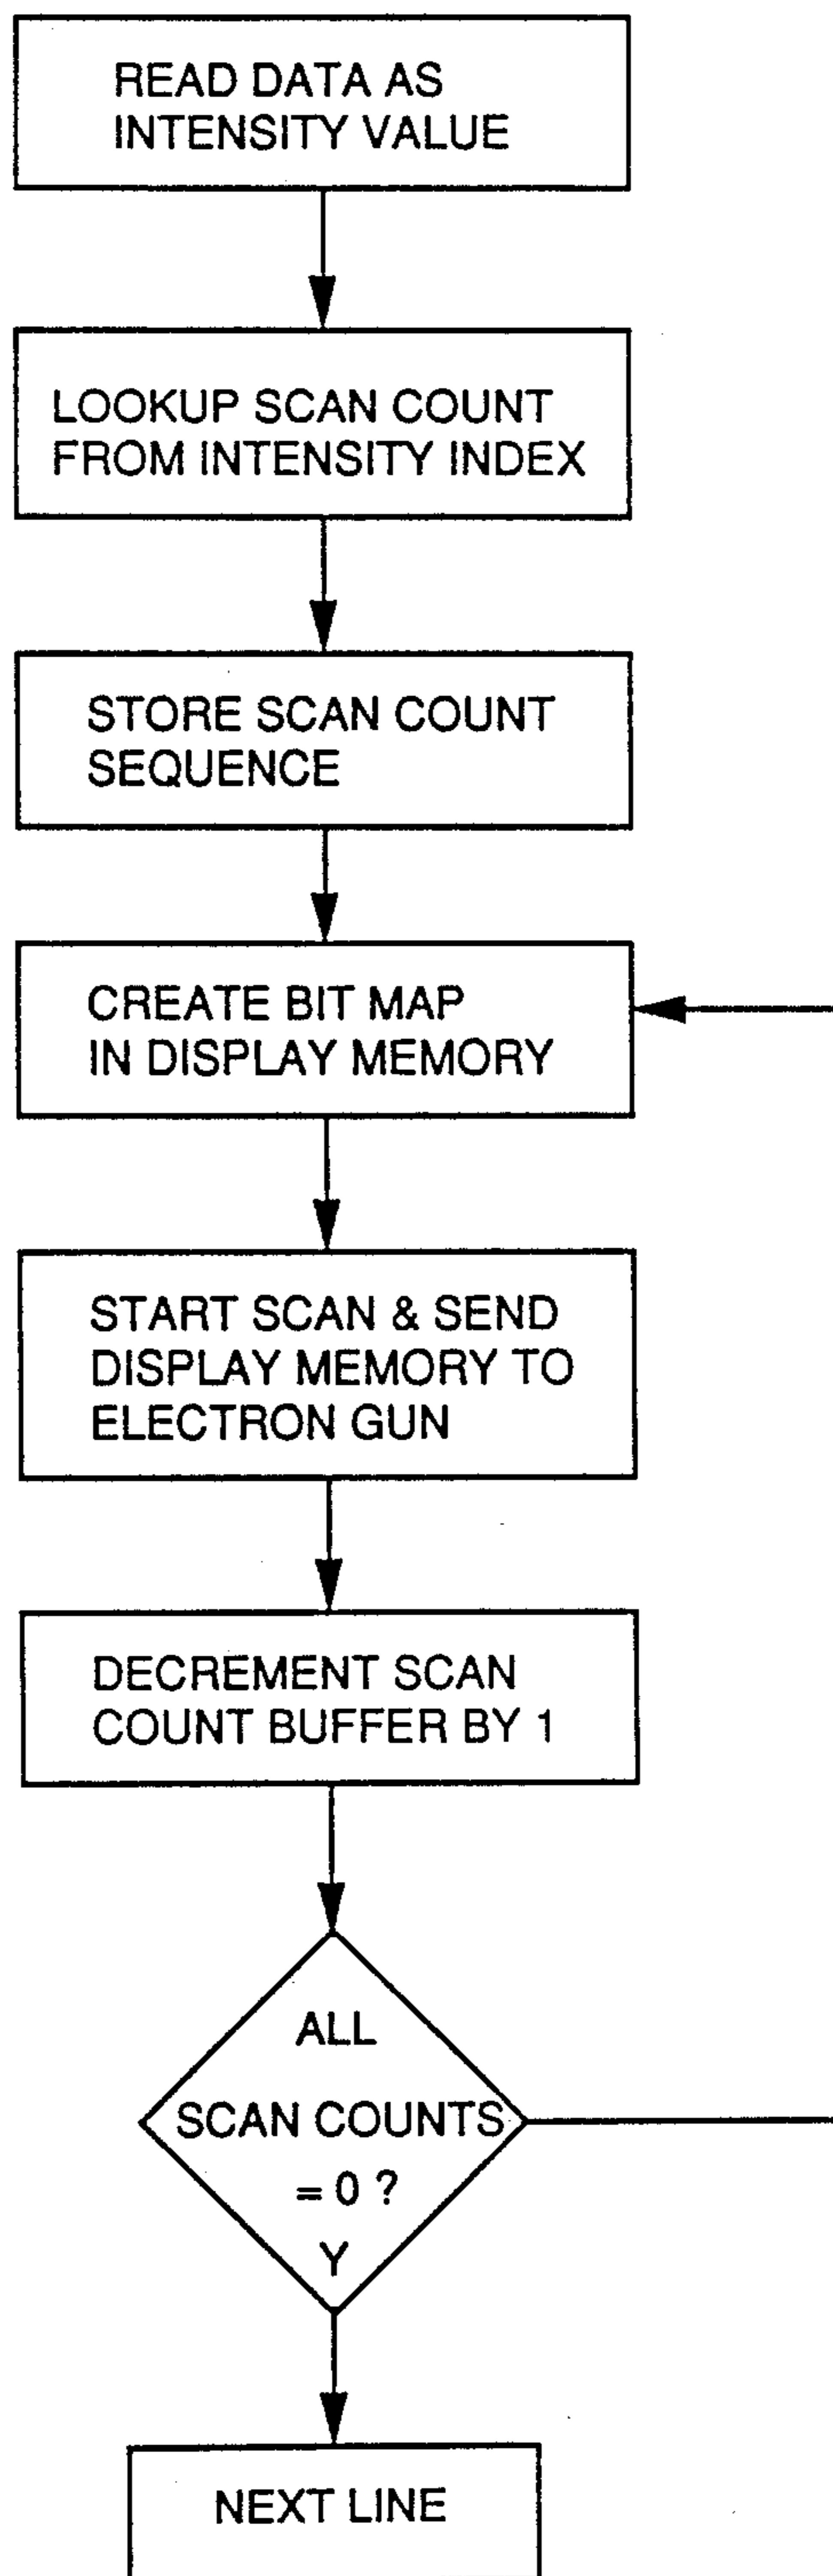 READ DATA AS
INTENSITY VALUE
LOOKUP SCAN COUNT
FROM INTENSITY INDEX
STORE SCAN COUNT
SEQUENCE
CREATE BIT MAP
IN DISPLAY MEMORY
START SCAN & SEND
DISPLAY MEMORY TO
ELECTRON GUN
DECREMENT SCAN
COUNT BUFFER BY 1
ALL
SCAN COUNTS
= 0 ?
Y
NEXT LINE